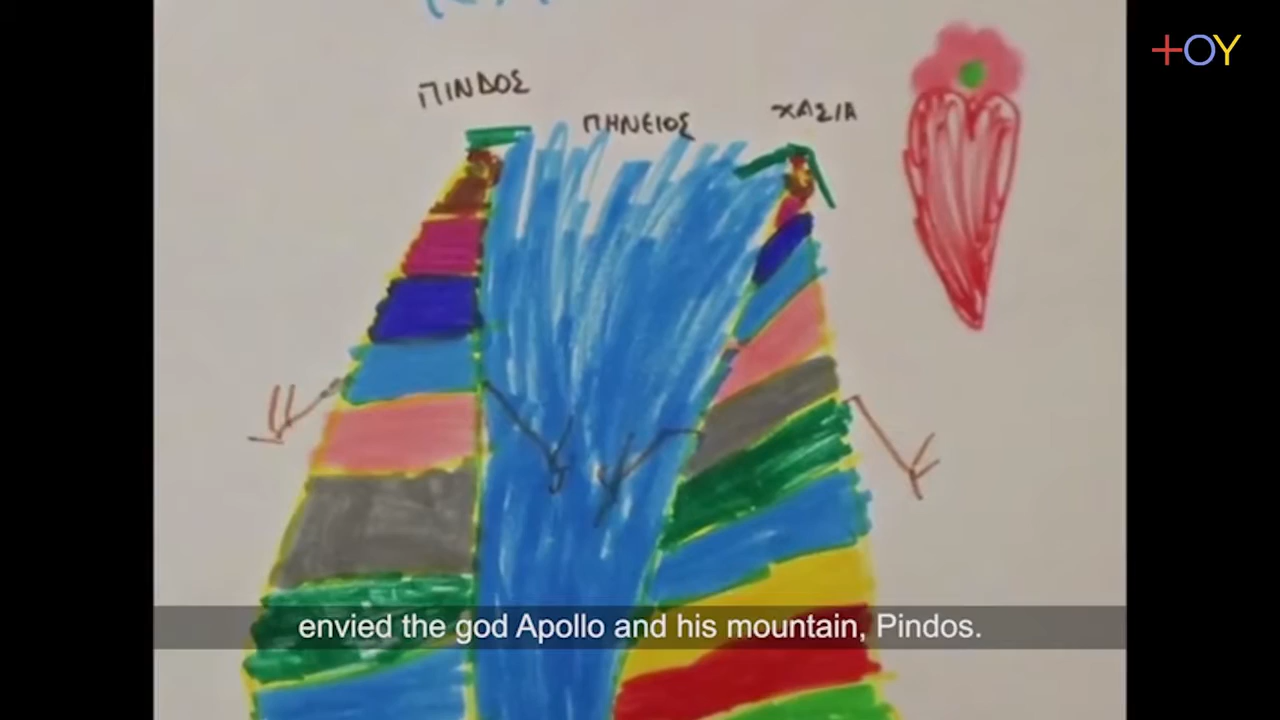 +OY
ΠΙΝΔΟΣ
ΠΗΝΕΙΟΣ
ΧΑΣΙΑ
envied the god Apollo and his mountain, Pindos.